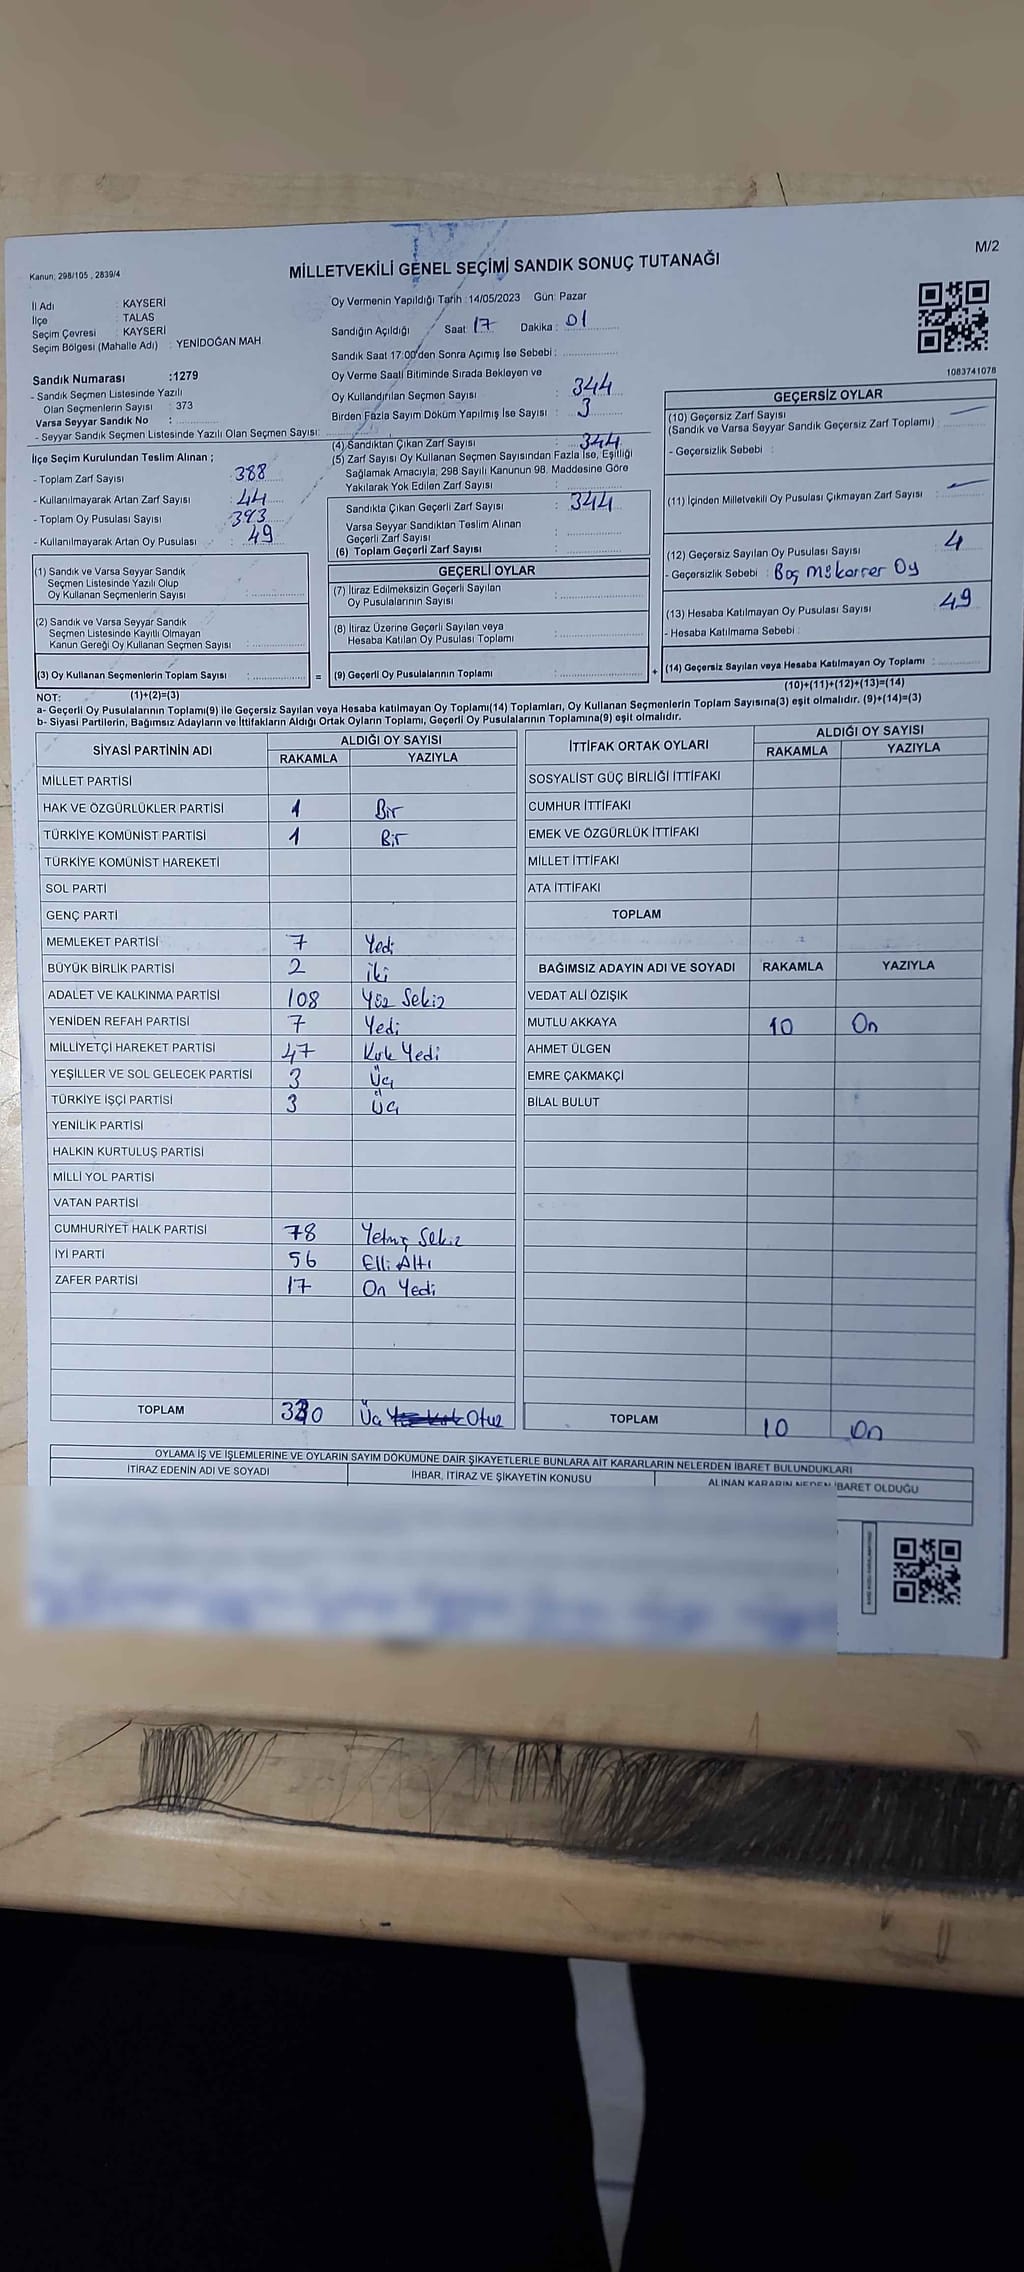 M/2
Kanun; 298/105 , 2839/4
MİLLETVEKİLİ GENEL SEÇİMİ SANDIK SONUÇ TUTANAĞI
İl Adı : KAYSERİ
İlçe : TALAS
Seçim Çevresi : KAYSERİ
Seçim Bölgesi (Mahalle Adı) : YENİDOĞAN MAH.
Sandık Numarası :1279
- Sandık Seçmen Listesinde Yazılı
Olan Seçmenlerin Sayısı : 373
Varsa Seyyar Sandık No :
- Seyyar Sandık Seçmen Listesinde Yazılı Olan Seçmen Sayısı:
İlçe Seçim Kurulundan Teslim Alınan ;
- Toplam Zarf Sayısı : 388
- Kullanılmayarak Artan Zarf Sayısı : 44
- Toplam Oy Pusulası Sayısı : 393
- Kullanılmayarak Artan Oy Pusulası : 49
Oy Vermenin Yapıldığı Tarih :14/05/2023 Gün: Pazar
Sandığın Açıldığı Saat: 17 Dakika : 01
Sandık Saat 17:00'den Sonra Açımış İse Sebebi :
Oy Verme Saati Bitiminde Sırada Bekleyen ve
Oy Kullandırılan Seçmen Sayısı : 344
Birden Fazla Sayım Döküm Yapılmış İse Sayısı : 3
(4) Sandıktan Çıkan Zarf Sayısı : 344
(5) Zarf Sayısı Oy Kullanan Seçmen Sayısından Fazla İse, Eşitliği
Sağlamak Amacıyla, 298 Sayılı Kanunun 98. Maddesine Göre
Yakılarak Yok Edilen Zarf Sayısı :
Sandıkta Çıkan Geçerli Zarf Sayısı : 344
Varsa Seyyar Sandıktan Teslim Alınan
Geçerli Zarf Sayısı :
(6) Toplam Geçerli Zarf Sayısı :
1083741078
GEÇERSİZ OYLAR
(10) Geçersiz Zarf Sayısı : —
(Sandık ve Varsa Seyyar Sandık Geçersiz Zarf Toplamı)
- Geçersizlik Sebebi :
(11) İçinden Milletvekili Oy Pusulası Çıkmayan Zarf Sayısı : —
(12) Geçersiz Sayılan Oy Pusulası Sayısı : 4
- Geçersizlik Sebebi : Boş Mükerrer Oy
(13) Hesaba Katılmayan Oy Pusulası Sayısı : 49
- Hesaba Katılmama Sebebi :
(14) Geçersiz Sayılan veya Hesaba Katılmayan Oy Toplamı :
(10)+(11)+(12)+(13)=(14)
(1) Sandık ve Varsa Seyyar Sandık
Seçmen Listesinde Yazılı Olup
Oy Kullanan Seçmenlerin Sayısı :
(2) Sandık ve Varsa Seyyar Sandık
Seçmen Listesinde Kayıtlı Olmayan
Kanun Gereği Oy Kullanan Seçmen Sayısı :
(3) Oy Kullanan Seçmenlerin Toplam Sayısı : =
GEÇERLİ OYLAR
(7) İtiraz Edilmeksizin Geçerli Sayılan
Oy Pusulalarının Sayısı :
(8) İtiraz Üzerine Geçerli Sayılan veya
Hesaba Katılan Oy Pusulası Toplamı :
(9) Geçerli Oy Pusulalarının Toplamı : +
NOT: (1)+(2)=(3)
a- Geçerli Oy Pusulalarının Toplamı(9) ile Geçersiz Sayılan veya Hesaba katılmayan Oy Toplamı(14) Toplamları, Oy Kullanan Seçmenlerin Toplam Sayısına(3) eşit olmalıdır. (9)+(14)=(3)
b- Siyasi Partilerin, Bağımsız Adayların ve İttifakların Aldığı Ortak Oyların Toplamı, Geçerli Oy Pusulalarının Toplamına(9) eşit olmalıdır.
SİYASİ PARTİNİN ADI ALDIĞI OY SAYISI
RAKAMLA YAZIYLA
MİLLET PARTİSİ
HAK VE ÖZGÜRLÜKLER PARTİSİ 1 Bir
TÜRKİYE KOMÜNİST PARTİSİ 1 Bir
TÜRKİYE KOMÜNİST HAREKETİ
SOL PARTİ
GENÇ PARTİ
MEMLEKET PARTİSİ 7 Yedi
BÜYÜK BİRLİK PARTİSİ 2 iki
ADALET VE KALKINMA PARTİSİ 108 Yüz Sekiz
YENİDEN REFAH PARTİSİ 7 Yedi
MİLLİYETÇİ HAREKET PARTİSİ 47 Kırk Yedi
YEŞİLLER VE SOL GELECEK PARTİSİ 3 Üç
TÜRKİYE İŞÇİ PARTİSİ 3 Üç
YENİLİK PARTİSİ
HALKIN KURTULUŞ PARTİSİ
MİLLİ YOL PARTİSİ
VATAN PARTİSİ
CUMHURİYET HALK PARTİSİ 78 Yetmiş Sekiz
İYİ PARTİ 56 Elli Altı
ZAFER PARTİSİ 17 On Yedi
TOPLAM 330 Üç Otuz
İTTİFAK ORTAK OYLARI ALDIĞI OY SAYISI
RAKAMLA YAZIYLA
SOSYALİST GÜÇ BİRLİĞİ İTTİFAKI
CUMHUR İTTİFAKI
EMEK VE ÖZGÜRLÜK İTTİFAKI
MİLLET İTTİFAKI
ATA İTTİFAKI
TOPLAM
BAĞIMSIZ ADAYIN ADI VE SOYADI RAKAMLA YAZIYLA
VEDAT ALİ ÖZIŞIK
MUTLU AKKAYA 10 On
AHMET ÜLGEN
EMRE ÇAKMAKÇİ
BİLAL BULUT
TOPLAM 10 On
OYLAMA İŞ VE İŞLEMLERİNE VE OYLARIN SAYIM DÖKÜMÜNE DAİR ŞİKAYETLERLE BUNLARA AİT KARARLARIN NELERDEN İBARET BULUNDUKLARI
İTİRAZ EDENİN ADI VE SOYADI İHBAR, İTİRAZ VE ŞİKAYETİN KONUSU ALINAN KARARIN NEDEN İBARET OLDUĞU